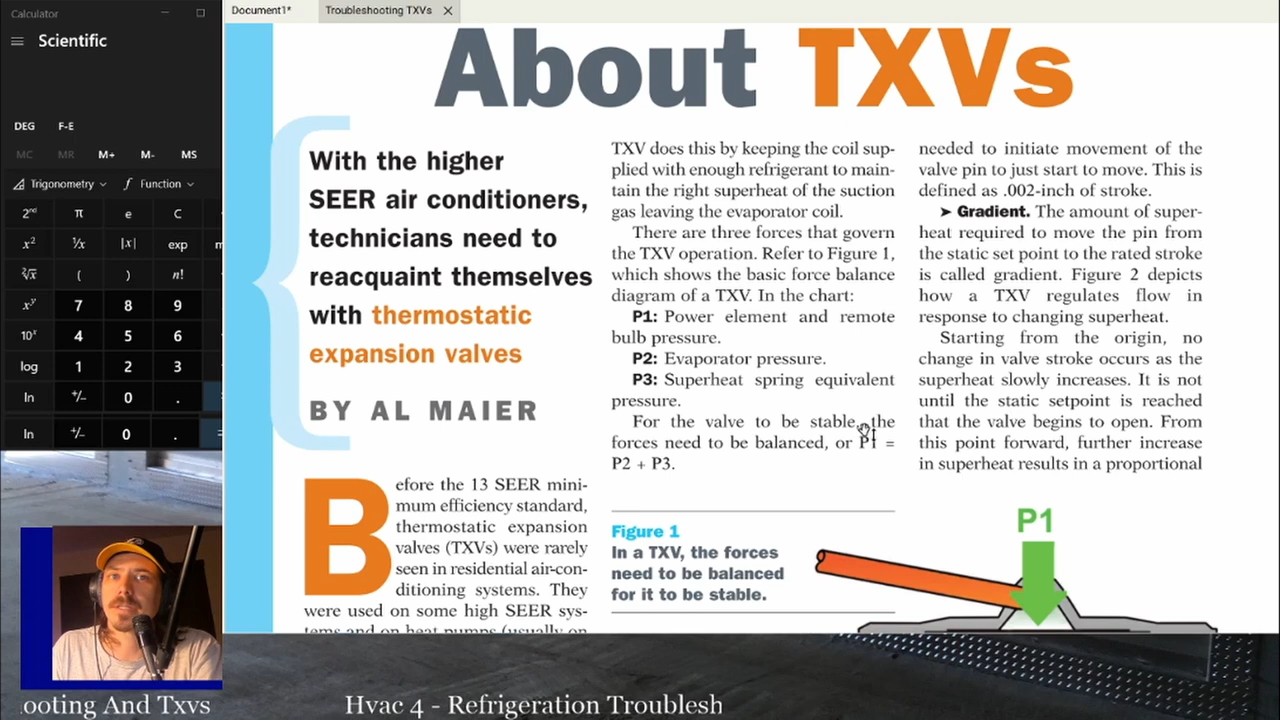 Calculator
Document1*
Troubleshooting TXVs
Scientific
DEG F-E
MC MR M+ M- MS
Trigonometry Function
2nd π e C
x² ¹/x |x| exp
²√x ( ) n!
xʸ 7 8 9
10ˣ 4 5 6
log 1 2 3
ln +/- 0 .
ln +/- 0 .
About TXVs
With the higher
SEER air conditioners,
technicians need to
reacquaint themselves
with thermostatic
expansion valves
BY AL MAIER
Before the 13 SEER mini-
mum efficiency standard,
thermostatic expansion
valves (TXVs) were rarely
seen in residential air-con-
ditioning systems. They
were used on some high SEER sys-
tems and on heat pumps (usually on
TXV does this by keeping the coil sup-
plied with enough refrigerant to main-
tain the right superheat of the suction
gas leaving the evaporator coil.
There are three forces that govern
the TXV operation. Refer to Figure 1,
which shows the basic force balance
diagram of a TXV. In the chart:
P1: Power element and remote
bulb pressure.
P2: Evaporator pressure.
P3: Superheat spring equivalent
pressure.
For the valve to be stable, the
forces need to be balanced, or P1 =
P2 + P3.
Figure 1
In a TXV, the forces
need to be balanced
for it to be stable.
needed to initiate movement of the
valve pin to just start to move. This is
defined as .002-inch of stroke.
➤ Gradient. The amount of super-
heat required to move the pin from
the static set point to the rated stroke
is called gradient. Figure 2 depicts
how a TXV regulates flow in
response to changing superheat.
Starting from the origin, no
change in valve stroke occurs as the
superheat slowly increases. It is not
until the static setpoint is reached
that the valve begins to open. From
this point forward, further increase
in superheat results in a proportional
P1
ooting And Txvs
Hvac 4 - Refrigeration Troublesh